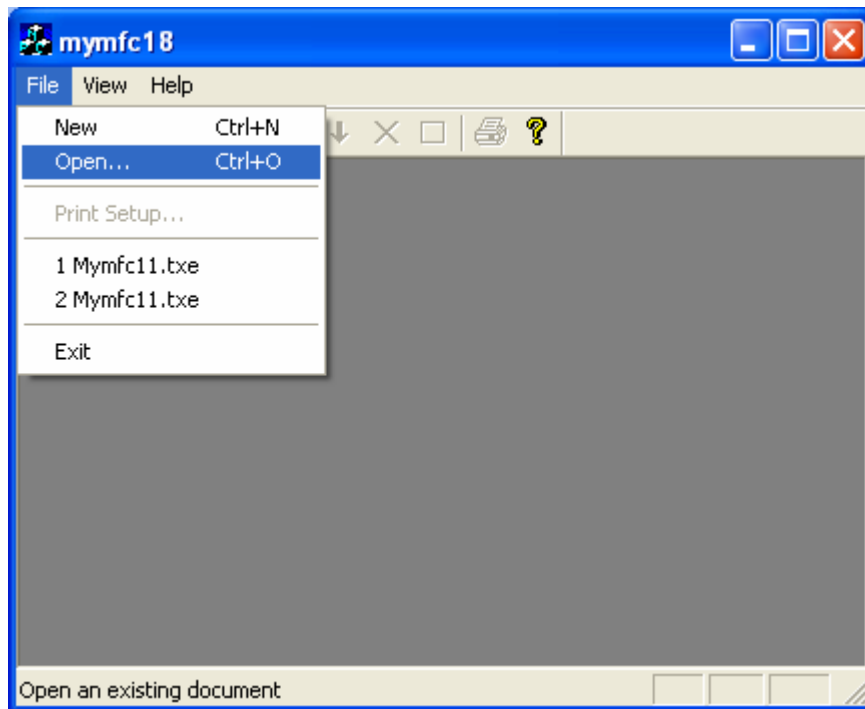 mymfc18
File View Help
New Ctrl+N
Open... Ctrl+O
Print Setup...
1 Mymfc11.txe
2 Mymfc11.txe
Exit
Open an existing document